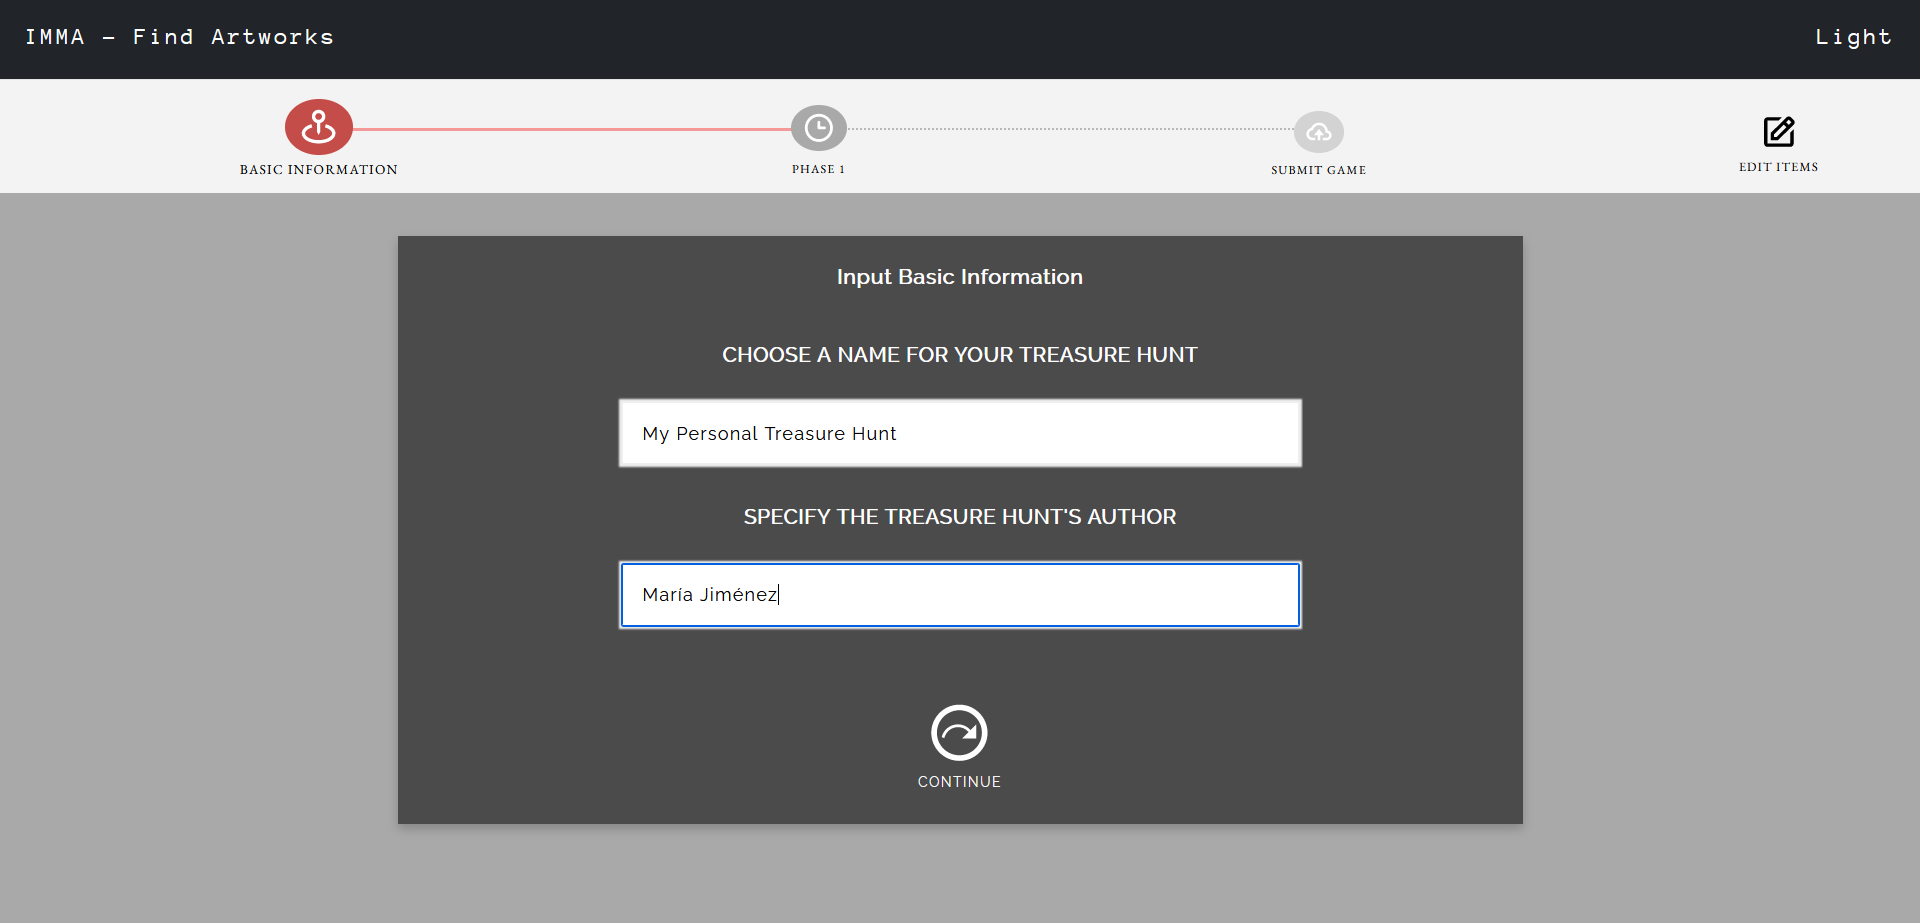 IMMA - Find Artworks
Light
BASIC INFORMATION
PHASE 1
SUBMIT GAME
EDIT ITEMS
Input Basic Information
CHOOSE A NAME FOR YOUR TREASURE HUNT
My Personal Treasure Hunt
SPECIFY THE TREASURE HUNT'S AUTHOR
María Jiménez
CONTINUE